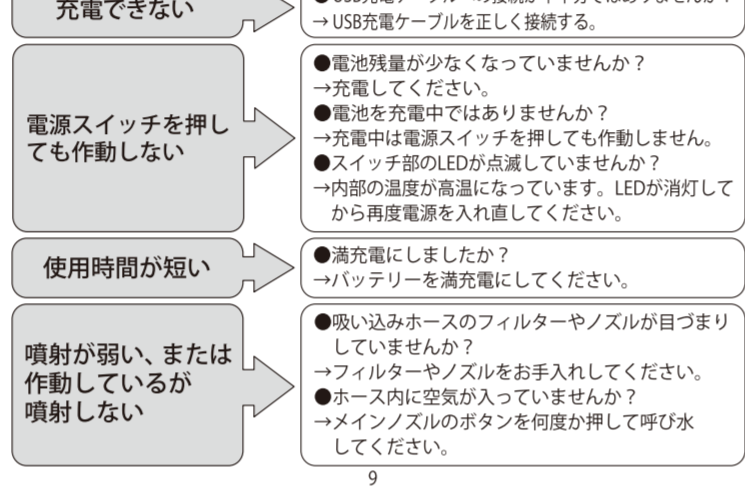 充電できない
→ USB充電ケーブルを正しく接続する。
電源スイッチを押し
ても作動しない
●電池残量が少なくなっていませんか？
→充電してください。
●電池を充電中ではありませんか？
→充電中は電源スイッチを押しても作動しません。
●スイッチ部のLEDが点滅していませんか？
→内部の温度が高温になっています。LEDが消灯して
から再度電源を入れ直してください。
使用時間が短い
●満充電にしましたか？
→バッテリーを満充電にしてください。
噴射が弱い、または
作動しているが
噴射しない
●吸い込みホースのフィルターやノズルが目づまり
していませんか？
→フィルターやノズルをお手入れしてください。
●ホース内に空気が入っていませんか？
→メインノズルのボタンを何度か押して呼び水
してください。
9